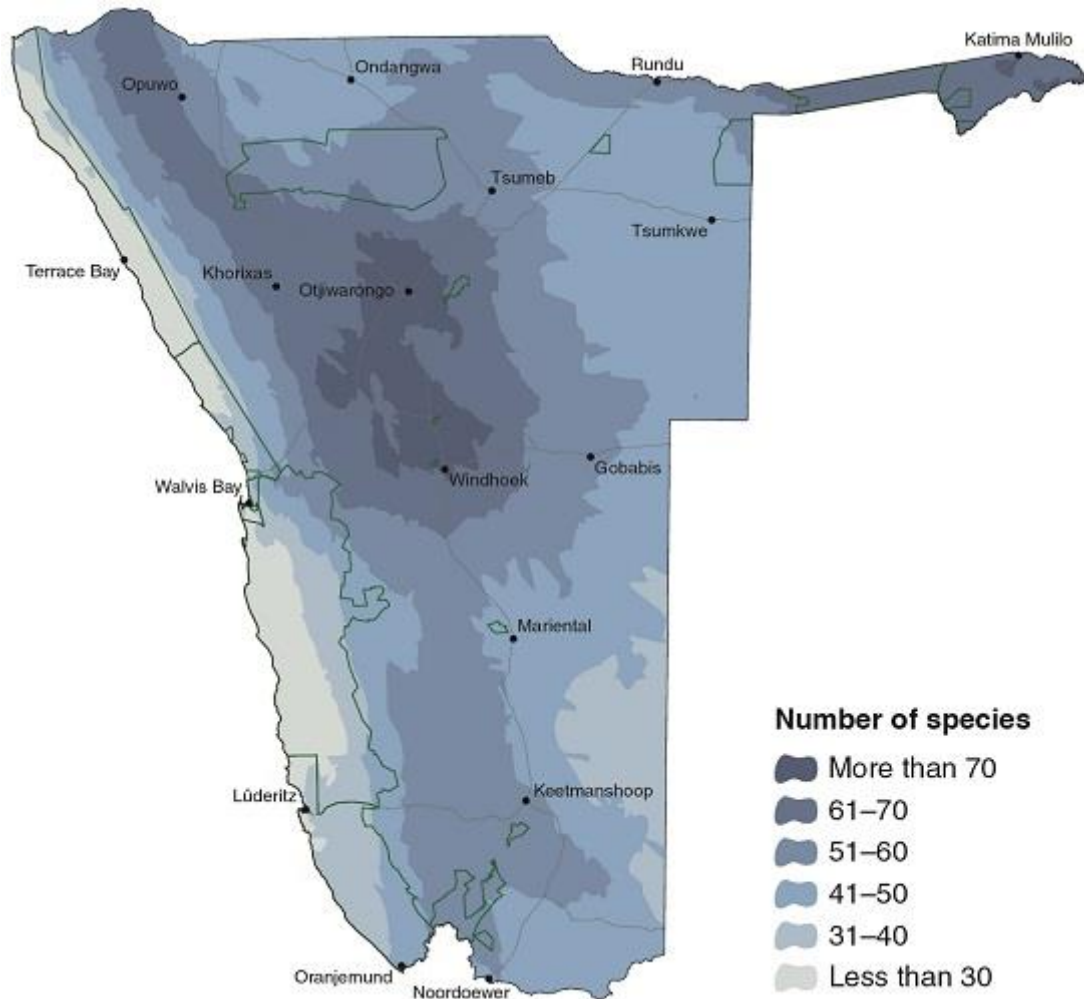 Katima Mulilo
Rundu
Ondangwa
Opuwo
Tsumeb
Tsumkwe
Terrace Bay
Khorixas
Otjiwarongo
Gobabis
Windhoek
Walvis Bay
Mariental
Number of species
More than 70
61–70
51–60
41–50
31–40
Less than 30
Keetmanshoop
Lûderitz
Oranjemund
Noordoewer